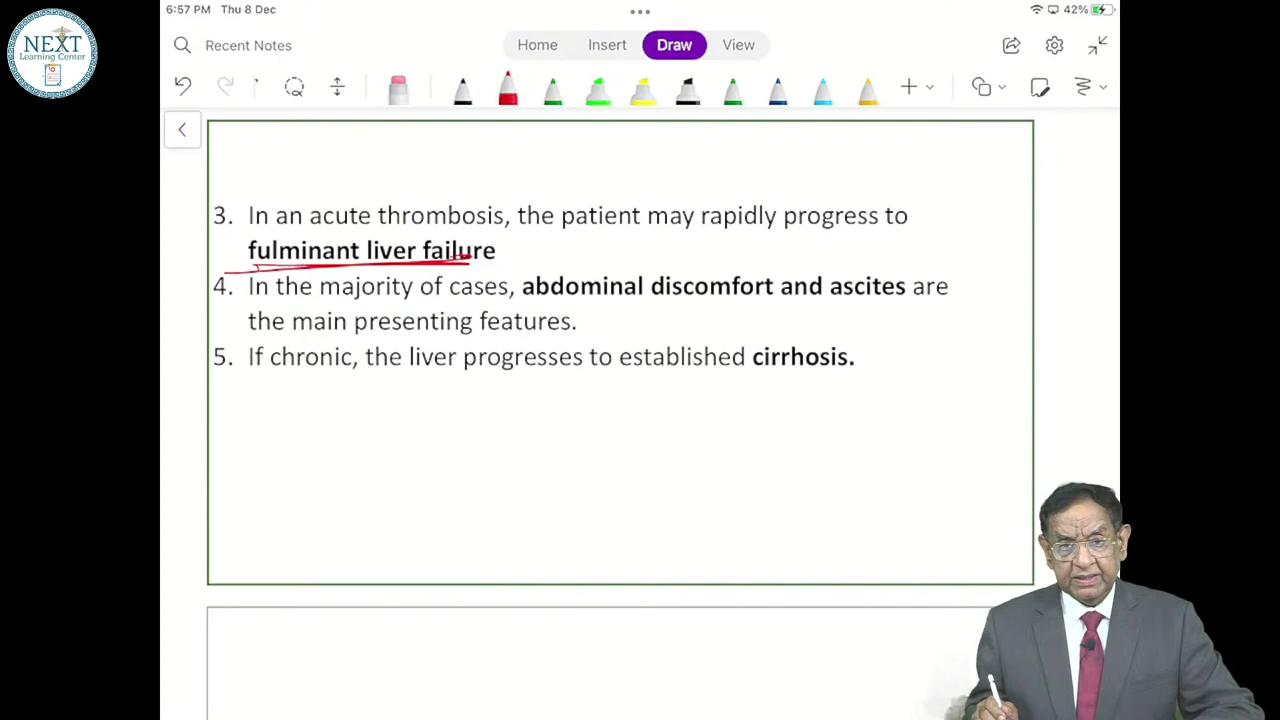 6:57 PM Thu 8 Dec
42%
NEXT
Learning Center
Recent Notes
Home Insert Draw View
3. In an acute thrombosis, the patient may rapidly progress to
fulminant liver failure
4. In the majority of cases, abdominal discomfort and ascites are
the main presenting features.
5. If chronic, the liver progresses to established cirrhosis.